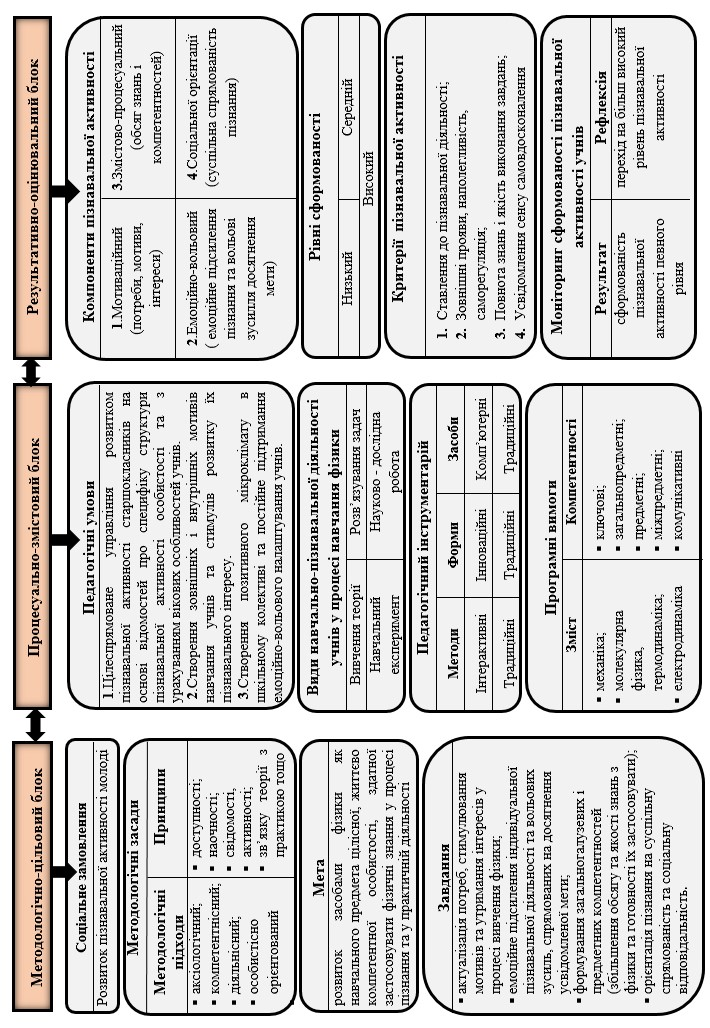 Методологічно-цільовий блок
Соціальне замовлення
Розвиток пізнавальної активності молоді
Методологічні засади
Методологічні
підходи
▪ аксіологічний;
▪ компетентнісний;
▪ діяльнісний;
▪ особистісно
орієнтований
Принципи
▪ доступності;
▪ наочності;
▪ свідомості,
▪ активності;
▪ зв’язку теорії з
практикою тощо
Мета
розвиток засобами фізики як
навчального предмета цілісної, життєво
компетентної особистості, здатної
застосовувати фізичні знання у процесі
пізнання та у практичній діяльності
Завдання
▪ актуалізація потреб, стимулювання
мотивів та утримання інтересів у
процесі вивчення фізики;
▪ емоційне підсилення індивідуальної
пізнавальної діяльності та вольових
зусиль, спрямованих на досягнення
усвідомленої мети;
▪ формування загальногалузевих і
предметних компетентностей
(збільшення обсягу та якості знань з
фізики та готовності їх застосовувати);
▪ орієнтація пізнання на суспільну
спрямованість та соціальну
відповідальність.
Процесуально-змістовий блок
Педагогічні умови
1.Цілеспрямоване управління розвитком
пізнавальної активності старшокласників на
основі відомостей про специфіку структури
пізнавальної активності особистості та з
урахуванням вікових особливостей учнів.
2.Створення зовнішніх і внутрішніх мотивів
навчання учнів та стимулів розвитку їх
пізнавального інтересу.
3.Створення позитивного мікроклімату в
шкільному колективі та постійне підтримання
емоційно-вольового налаштування учнів.
Види навчально-пізнавальної діяльності
учнів у процесі навчання фізики
Вивчення теорії
Розв’язування задач
Навчальний
експеримент
Науково - дослідна
робота
Педагогічний інструментарій
Методи
Форми
Засоби
Інтерактивні
Інноваційні
Комп’ютерні
Традиційні
Традиційні
Традиційні
Програмні вимоги
Зміст
▪ механіка;
▪ молекулярна
фізика,
термодинаміка;
▪ електродинаміка
Компетентності
▪ ключові;
▪ загальнопредметні;
▪ предметні;
▪ міжпредметні;
▪ комунікативні
Результативно-оцінювальний блок
Компоненти пізнавальної активності
1.Мотиваційний
(потреби, мотиви,
інтереси)
3.Змістово-процесуальний
(обсяг знань і
компетентностей)
2.Емоційно-вольовий
( емоційне підсилення
пізнання та вольові
зусилля досягнення
мети)
4.Соціальної орієнтації
(суспільна спрямованість
пізнання)
Рівні сформованості
Низький
Середній
Високий
Критерії пізнавальної активності
1. Ставлення до пізнавальної діяльності;
2. Зовнішні прояви, наполегливість,
саморегуляція;
3. Повнота знань і якість виконання завдань,
4. Усвідомлення сенсу самовдосконалення
Моніторинг сформованості пізнавальної
активності учнів
Результат
сформованість
пізнавальної
активності певного
рівня
Рефлексія
перехід на більш високий
рівень пізнавальної
активності